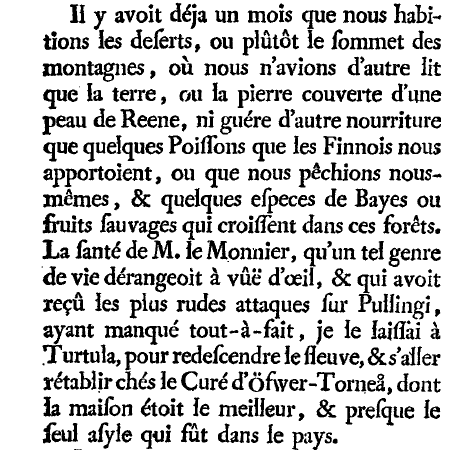 Il y avoit déja un mois que nous habi-
tions les deſerts, ou plûtôt le ſommet des
montagnes, où nous n'avions d'autre lit
que la terre, ou la pierre couverte d'une
peau de Reene, ni guére d'autre nourriture
que quelques Poiſſons que les Finnois nous
apportoient, ou que nous pêchions nous-
mêmes, & quelques eſpeces de Bayes ou
fruits ſauvages qui croiſſent dans ces forêts.
La ſanté de M. le Monnier, qu'un tel genre
de vie dérangeoit à vûë d'œil, & qui avoit
reçû les plus rudes attaques ſur Pullingi,
ayant manqué tout-à-fait, je le laiſſai à
Turtula, pour redeſcendre le fleuve, & s'aller
rétablir chés le Curé d'Öſwer-Torneå, dont
la maiſon étoit le meilleur, & preſque le
ſeul aſyle qui fût dans le pays.